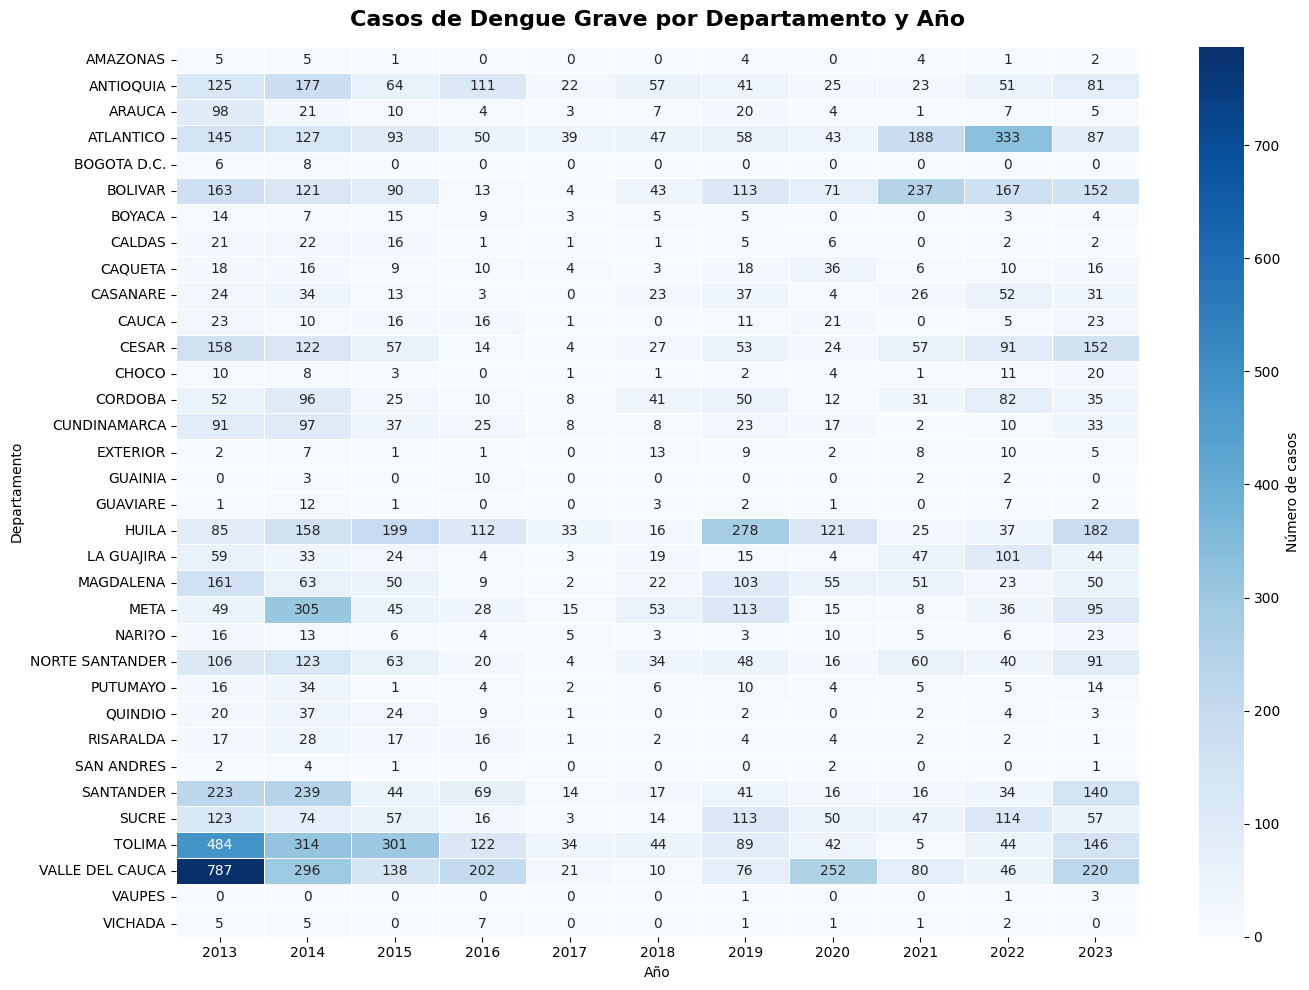 Casos de Dengue Grave por Departamento y Año
AMAZONAS 5 5 1 0 0 0 4 0 4 1 2
ANTIOQUIA 125 177 64 111 22 57 41 25 23 51 81
ARAUCA 98 21 10 4 3 7 20 4 1 7 5
ATLANTICO 145 127 93 50 39 47 58 43 188 333 87
BOGOTA D.C. 6 8 0 0 0 0 0 0 0 0 0
BOLIVAR 163 121 90 13 4 43 113 71 237 167 152
BOYACA 14 7 15 9 3 5 5 0 0 3 4
CALDAS 21 22 16 1 1 1 5 6 0 2 2
CAQUETA 18 16 9 10 4 3 18 36 6 10 16
CASANARE 24 34 13 3 0 23 37 4 26 52 31
CAUCA 23 10 16 16 1 0 11 21 0 5 23
CESAR 158 122 57 14 4 27 53 24 57 91 152
CHOCO 10 8 3 0 1 1 2 4 1 11 20
CORDOBA 52 96 25 10 8 41 50 12 31 82 35
CUNDINAMARCA 91 97 37 25 8 8 23 17 2 10 33
EXTERIOR 2 7 1 1 0 13 9 2 8 10 5
GUAINIA 0 3 0 10 0 0 0 0 2 2 0
GUAVIARE 1 12 1 0 0 3 2 1 0 7 2
HUILA 85 158 199 112 33 16 278 121 25 37 182
LA GUAJIRA 59 33 24 4 3 19 15 4 47 101 44
MAGDALENA 161 63 50 9 2 22 103 55 51 23 50
META 49 305 45 28 15 53 113 15 8 36 95
NARI?O 16 13 6 4 5 3 3 10 5 6 23
NORTE SANTANDER 106 123 63 20 4 34 48 16 60 40 91
PUTUMAYO 16 34 1 4 2 6 10 4 5 5 14
QUINDIO 20 37 24 9 1 0 2 0 2 4 3
RISARALDA 17 28 17 16 1 2 4 4 2 2 1
SAN ANDRES 2 4 1 0 0 0 0 2 0 0 1
SANTANDER 223 239 44 69 14 17 41 16 16 34 140
SUCRE 123 74 57 16 3 14 113 50 47 114 57
TOLIMA 484 314 301 122 34 44 89 42 5 44 146
VALLE DEL CAUCA 787 296 138 202 21 10 76 252 80 46 220
VAUPES 0 0 0 0 0 0 1 0 0 1 3
VICHADA 5 5 0 7 0 0 1 1 1 2 0
2013 2014 2015 2016 2017 2018 2019 2020 2021 2022 2023
Año
Departamento
700
600
500
400
300
200
100
0
Número de casos